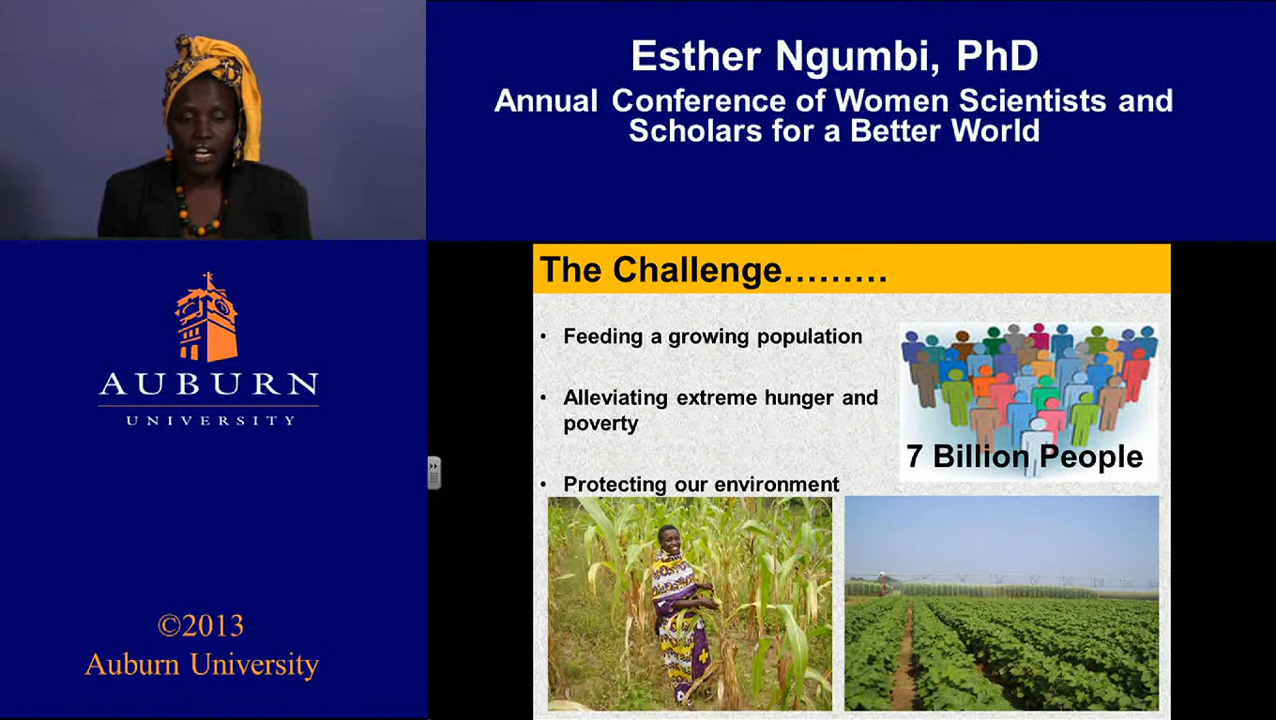 Esther Ngumbi, PhD
Annual Conference of Women Scientists and
Scholars for a Better World
AUBURN
UNIVERSITY
©2013
Auburn University
The Challenge.........
• Feeding a growing population
• Alleviating extreme hunger and
poverty
• Protecting our environment
7 Billion People